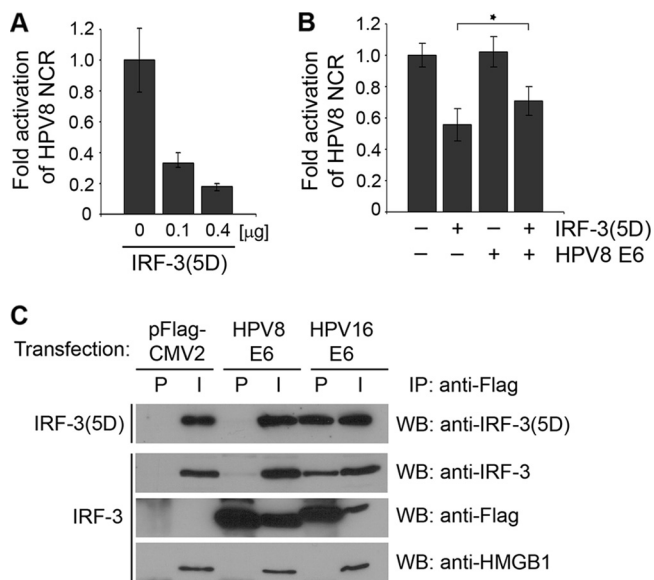 A
Fold activation
of HPV8 NCR
1.2
1.0
0.8
0.6
0.4
0.2
0
0 0.1 0.4 [µg]
IRF-3(5D)
B
Fold activation
of HPV8 NCR
1.2
1.0
0.8
0.6
0.4
0.2
0
*
– + – + IRF-3(5D)
– – + + HPV8 E6
C
Transfection: pFlag-CMV2 HPV8 E6 HPV16 E6
P I P I P I IP: anti-Flag
IRF-3(5D) WB: anti-IRF-3(5D)
WB: anti-IRF-3
IRF-3 WB: anti-Flag
WB: anti-HMGB1